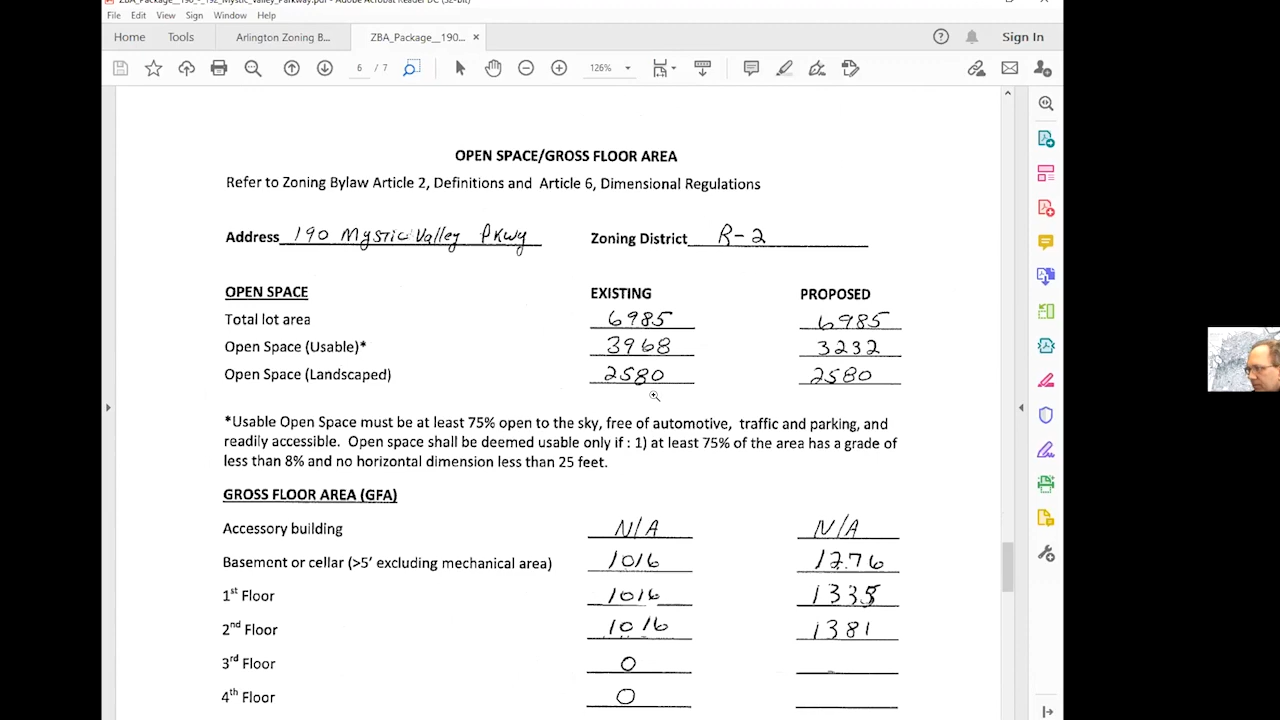 ZBA_Package__190_-_192_Mystic_Valley_Parkway.pdf - Adobe Acrobat Reader DC (32-bit)
File Edit View Sign Window Help
Home Tools Arlington Zoning B... ZBA_Package__190... × Sign In
6 / 7 126%
OPEN SPACE/GROSS FLOOR AREA
Refer to Zoning Bylaw Article 2, Definitions and Article 6, Dimensional Regulations
Address 190 Mystic Valley Pkwy Zoning District R-2
OPEN SPACE EXISTING PROPOSED
Total lot area 6985 6985
Open Space (Usable)* 3968 3232
Open Space (Landscaped) 2580 2580
*Usable Open Space must be at least 75% open to the sky, free of automotive, traffic and parking, and
readily accessible. Open space shall be deemed usable only if : 1) at least 75% of the area has a grade of
less than 8% and no horizontal dimension less than 25 feet.
GROSS FLOOR AREA (GFA)
Accessory building N/A N/A
Basement or cellar (>5' excluding mechanical area) 1016 1276
1st Floor 1016 1335
2nd Floor 1016 1381
3rd Floor 0
4th Floor 0